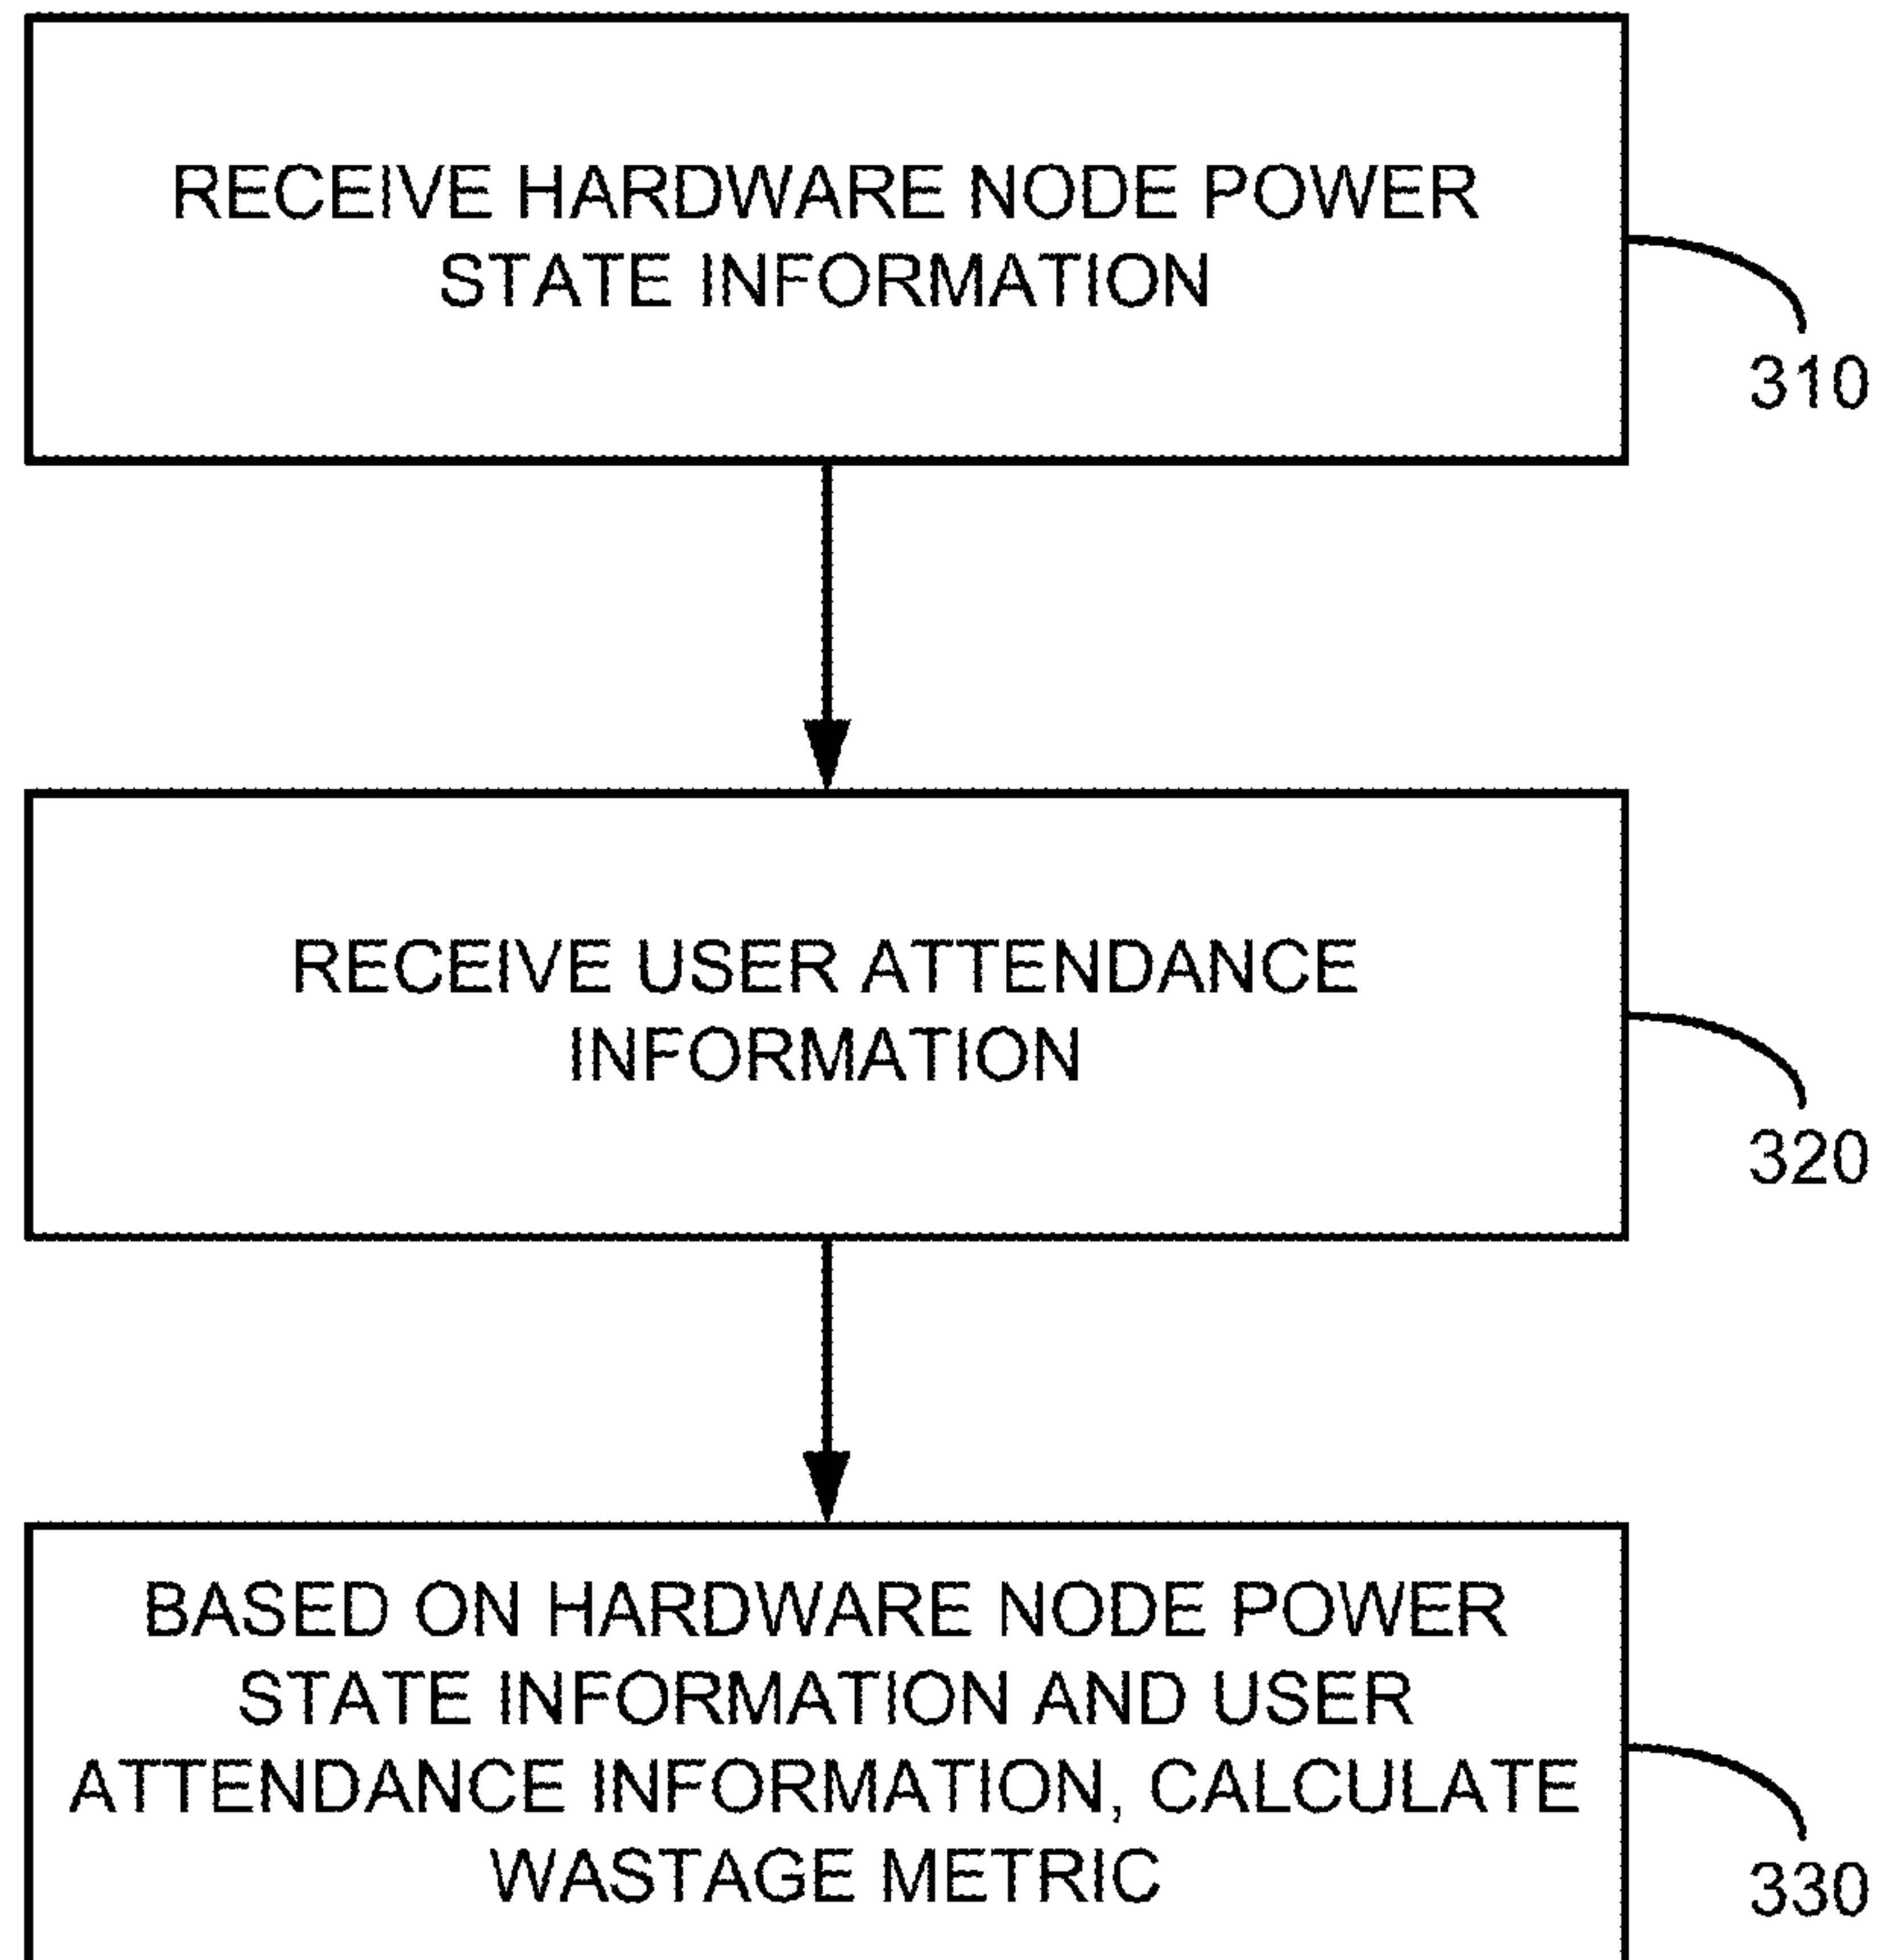 RECEIVE HARDWARE NODE POWER
STATE INFORMATION
310
RECEIVE USER ATTENDANCE
INFORMATION
320
BASED ON HARDWARE NODE POWER
STATE INFORMATION AND USER
ATTENDANCE INFORMATION, CALCULATE
WASTAGE METRIC
330